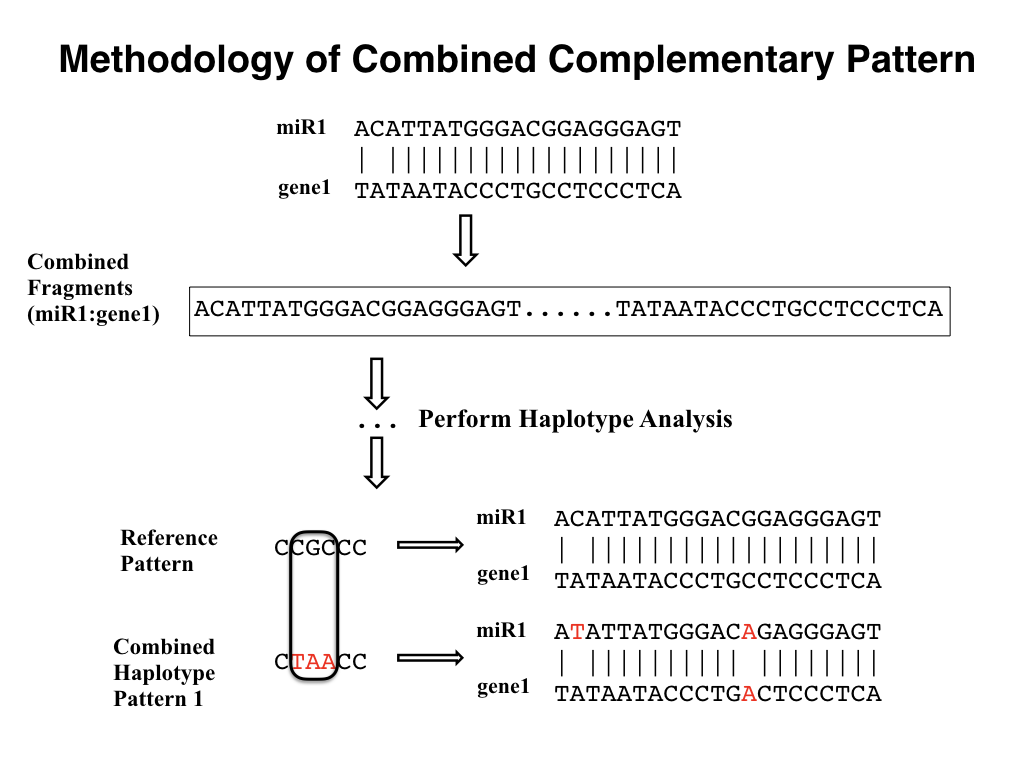 Methodology of Combined Complementary Pattern
miR1 ACATTATGGGACGGAGGGAGT
| |||||||||||||||||||
gene1 TATAATACCCTGCCTCCCTCA
Combined
Fragments
(miR1:gene1)
ACATTATGGGACGGAGGGAGT......TATAATACCCTGCCTCCCTCA
... Perform Haplotype Analysis
Reference
Pattern
CCGCCC
miR1 ACATTATGGGACGGAGGGAGT
| |||||||||||||||||||
gene1 TATAATACCCTGCCTCCCTCA
Combined
Haplotype
Pattern 1
CTAACC
miR1 ATATTATGGGACAGAGGGAGT
| |||||||||| ||||||||
gene1 TATAATACCCTGACTCCCTCA